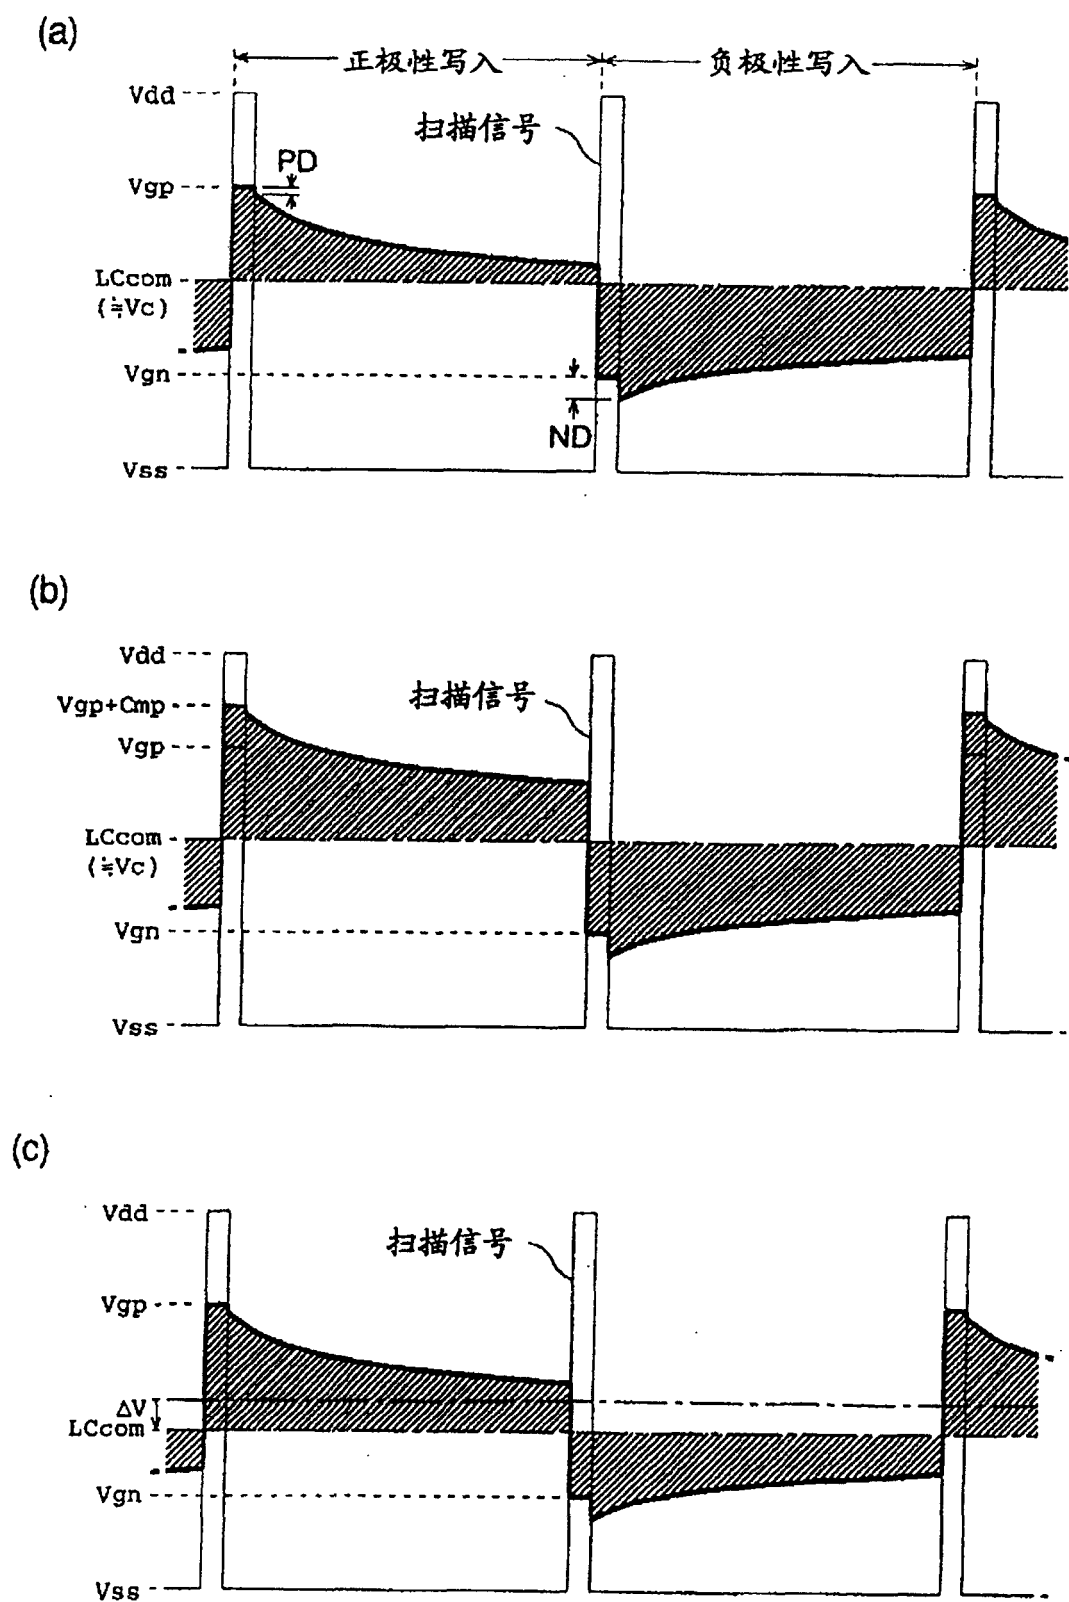 (a)
正极性写入 负极性写入
Vdd
扫描信号
PD
Vgp
LCcom
(≒Vc)
Vgn
ND
Vss
(b)
Vdd
扫描信号
Vgp+Cmp
Vgp
LCcom
(≒Vc)
Vgn
Vss
(c)
Vdd
扫描信号
Vgp
ΔV
LCcom
Vgn
Vss